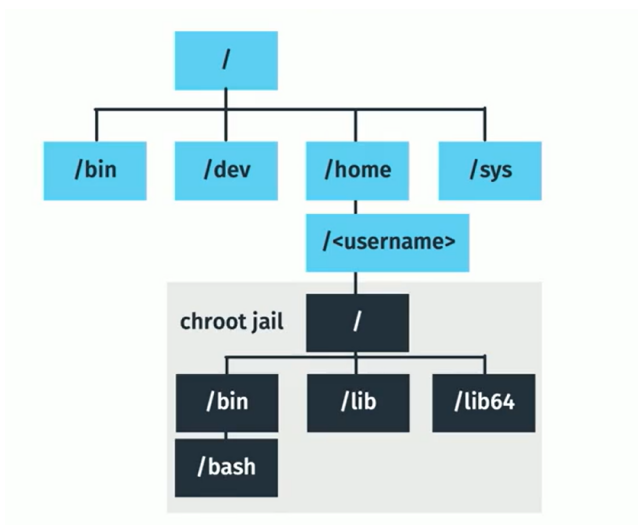 /
/bin
/dev
/home
/sys
/<username>
chroot jail
/
/bin
/lib
/lib64
/bash